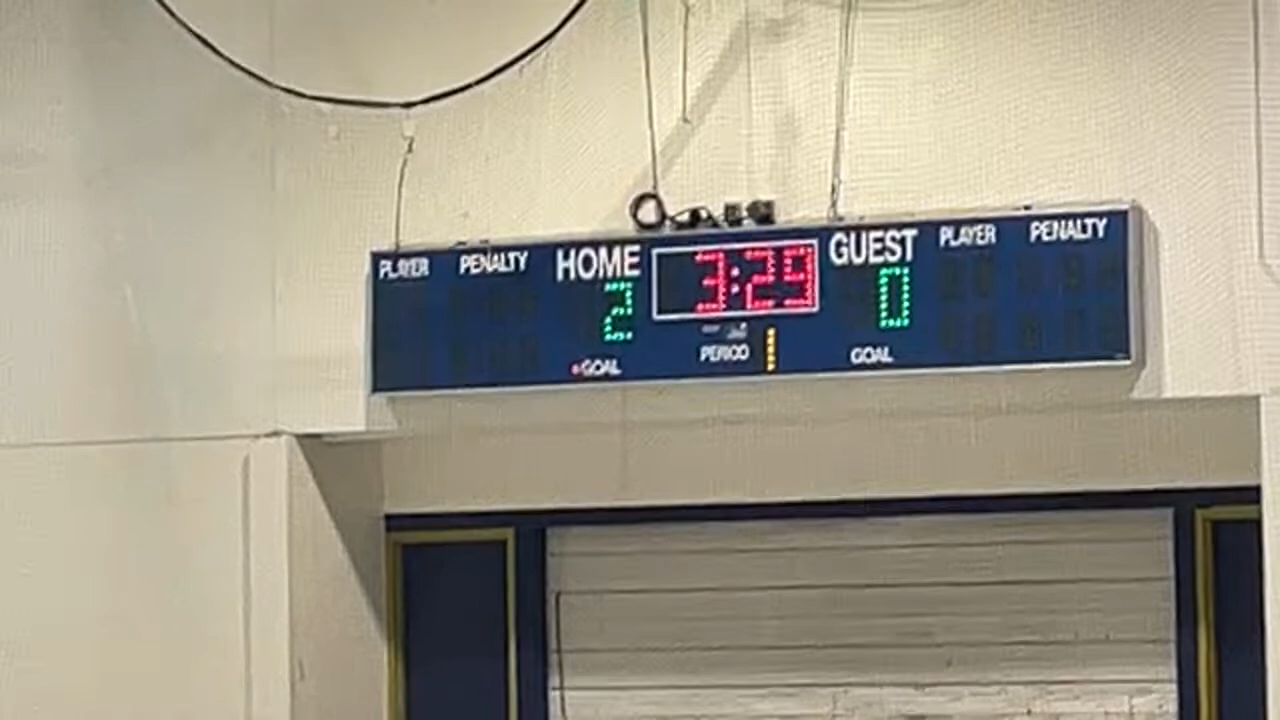 PLAYER PENALTY HOME 3:29 GUEST PLAYER PENALTY
2 0
GOAL PERIOD 1 GOAL